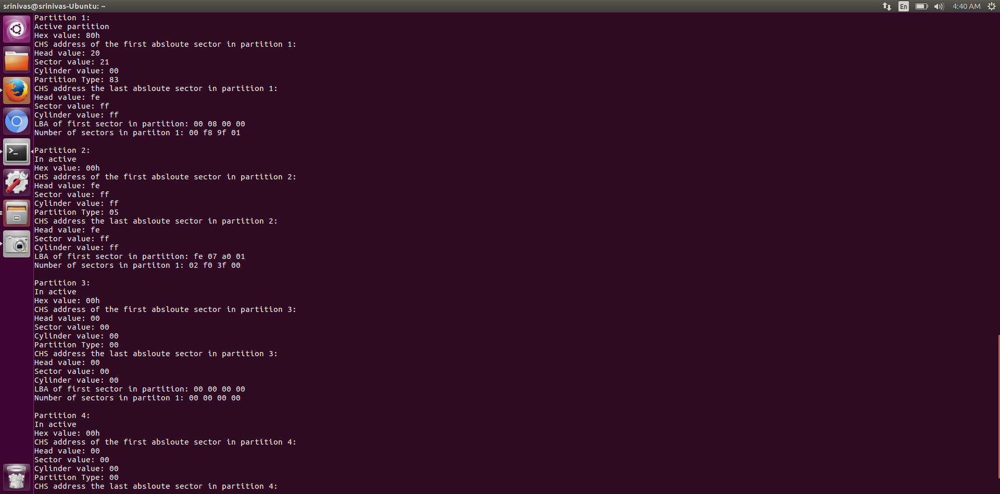 srinivas@srinivas-Ubuntu: ~
En
4:40 AM
Partition 1:
Active partition
Hex value: 80h
CHS address of the first absloute sector in partition 1:
Head value: 20
Sector value: 21
Cylinder value: 00
Partition Type: 83
CHS address the last absloute sector in partition 1:
Head value: fe
Sector value: ff
Cylinder value: ff
LBA of first sector in partition: 00 08 00 00
Number of sectors in partiton 1: 00 f8 9f 01
Partition 2:
In active
Hex value: 00h
CHS address of the first absloute sector in partition 2:
Head value: fe
Sector value: ff
Cylinder value: ff
Partition Type: 05
CHS address the last absloute sector in partition 2:
Head value: fe
Sector value: ff
Cylinder value: ff
LBA of first sector in partition: fe 07 a0 01
Number of sectors in partiton 1: 02 f0 3f 00
Partition 3:
In active
Hex value: 00h
CHS address of the first absloute sector in partition 3:
Head value: 00
Sector value: 00
Cylinder value: 00
Partition Type: 00
CHS address the last absloute sector in partition 3:
Head value: 00
Sector value: 00
Cylinder value: 00
LBA of first sector in partition: 00 00 00 00
Number of sectors in partiton 1: 00 00 00 00
Partition 4:
In active
Hex value: 00h
CHS address of the first absloute sector in partition 4:
Head value: 00
Sector value: 00
Cylinder value: 00
Partition Type: 00
CHS address the last absloute sector in partition 4: